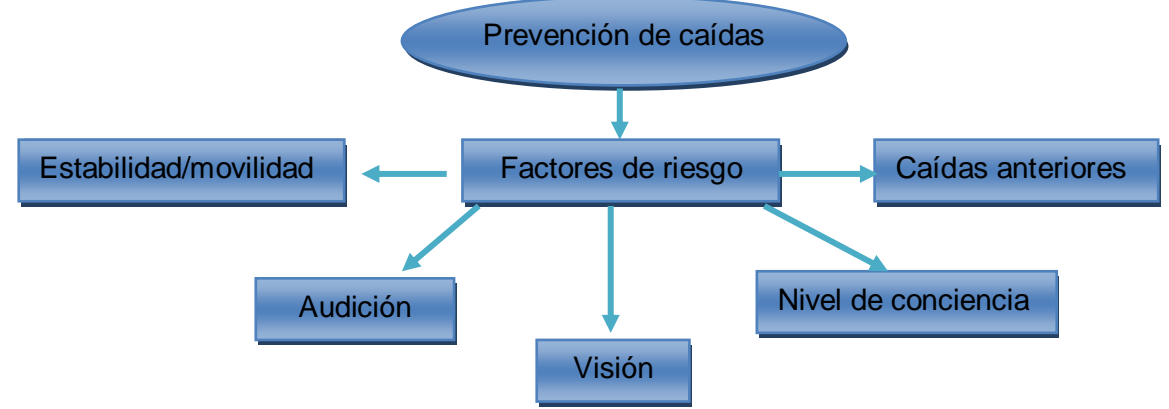 Prevención de caídas
Estabilidad/movilidad
Factores de riesgo
Caídas anteriores
Audición
Nivel de conciencia
Visión